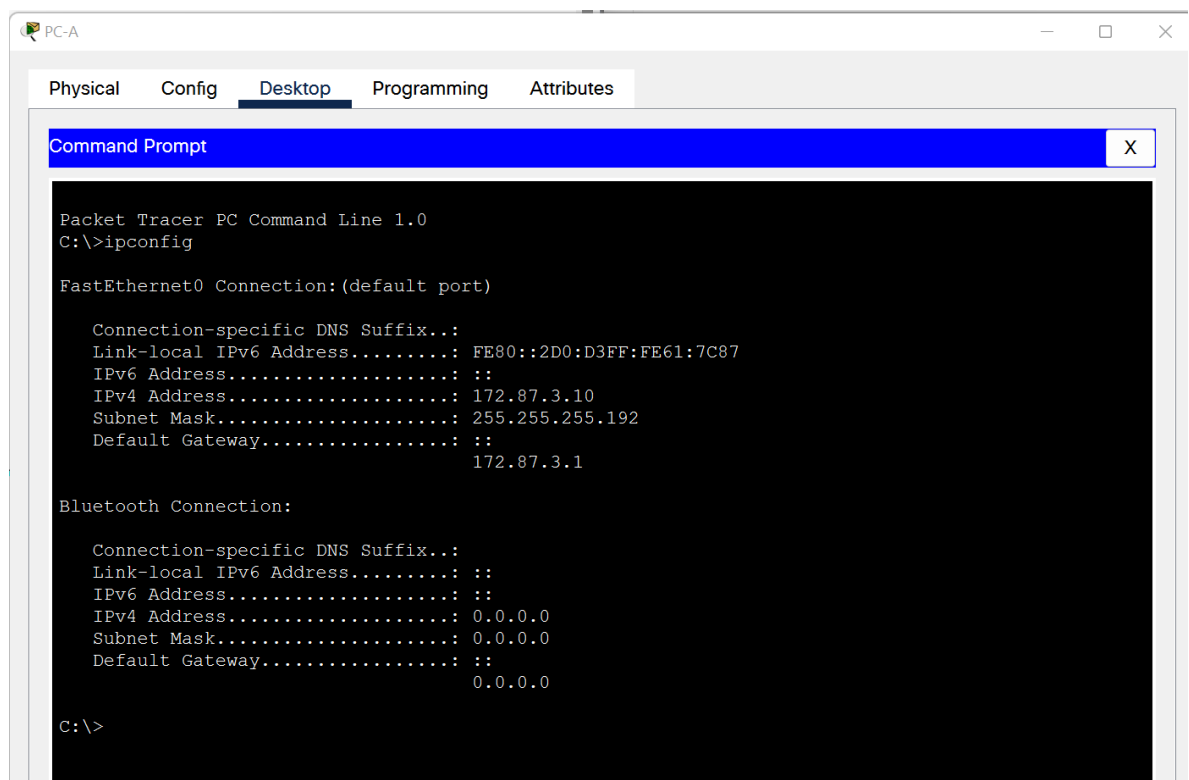 PC-A
Physical Config Desktop Programming Attributes
Command Prompt X
Packet Tracer PC Command Line 1.0
C:\>ipconfig
FastEthernet0 Connection:(default port)
Connection-specific DNS Suffix..:
Link-local IPv6 Address.........: FE80::2D0:D3FF:FE61:7C87
IPv6 Address....................: ::
IPv4 Address....................: 172.87.3.10
Subnet Mask.....................: 255.255.255.192
Default Gateway.................: ::
172.87.3.1
Bluetooth Connection:
Connection-specific DNS Suffix..:
Link-local IPv6 Address.........: ::
IPv6 Address....................: ::
IPv4 Address....................: 0.0.0.0
Subnet Mask.....................: 0.0.0.0
Default Gateway.................: ::
0.0.0.0
C:\>